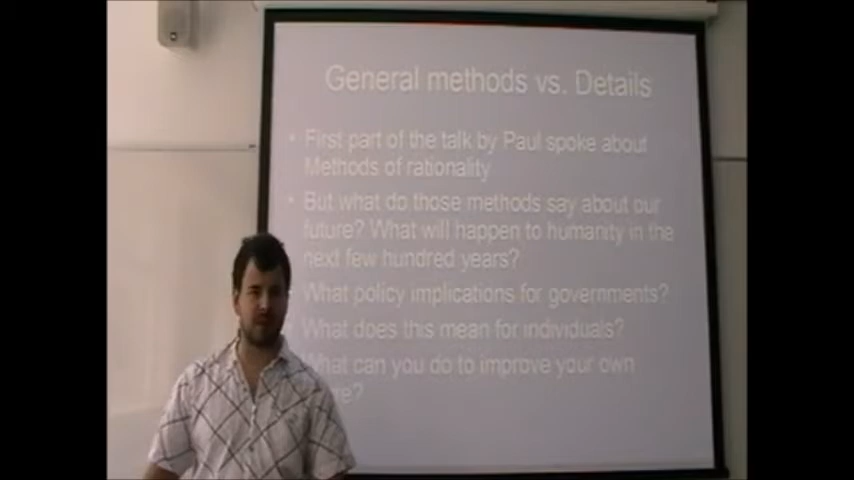 General methods vs. Details
• First part of the talk by Paul spoke about
Methods of rationality
• But what do those methods say about our
future? What will happen to humanity in the
next few hundred years?
What policy implications for governments?
What does this mean for individuals?
What can you do to improve your own